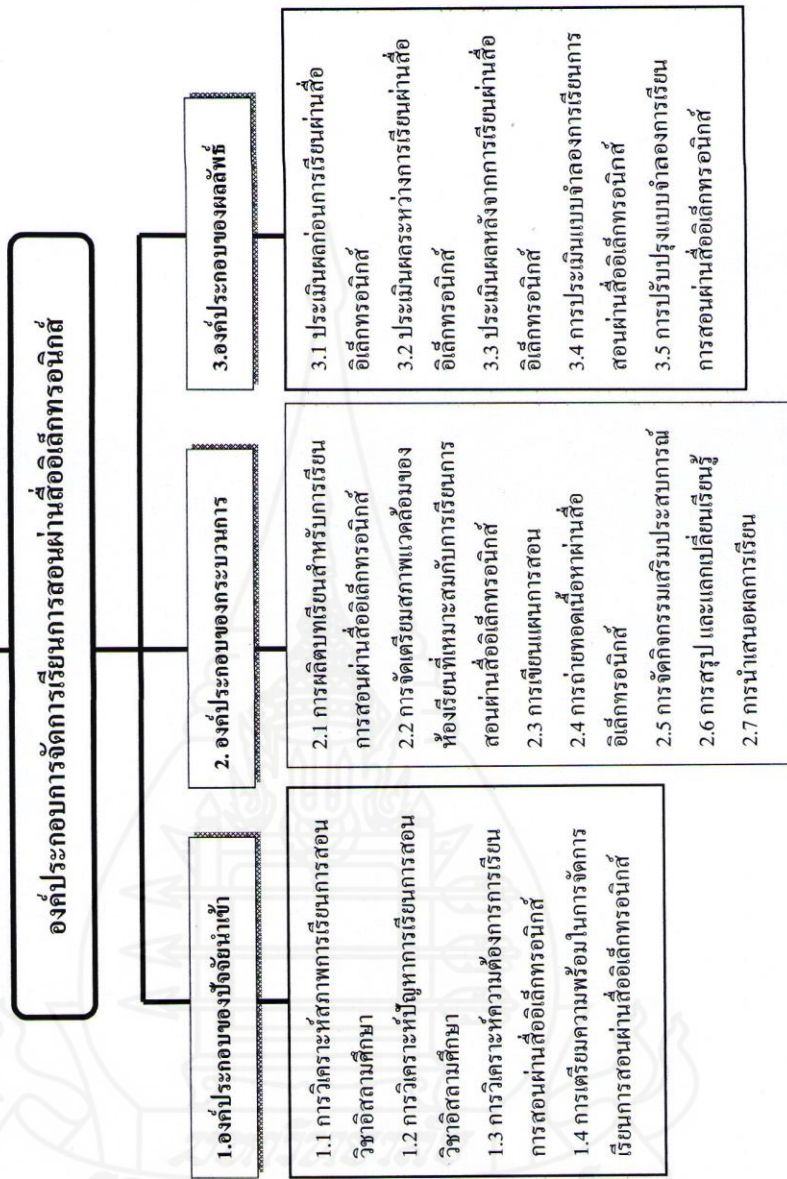 องค์ประกอบการจัดการเรียนการสอนผ่านสื่ออิเล็กทรอนิกส์
1.องค์ประกอบของปัจจัยนำเข้า
1.1 การวิเคราะห์สภาพการเรียนการสอน
วิชาอิสลามศึกษา
1.2 การวิเคราะห์ปัญหาการเรียนการสอน
วิชาอิสลามศึกษา
1.3 การวิเคราะห์ความต้องการการเรียน
การสอนผ่านสื่ออิเล็กทรอนิกส์
1.4 การเตรียมความพร้อมในการจัดการ
เรียนการสอนผ่านสื่ออิเล็กทรอนิกส์
2. องค์ประกอบของกระบวนการ
2.1 การผลิตบทเรียนสำหรับการเรียน
การสอนผ่านสื่ออิเล็กทรอนิกส์
2.2 การจัดเตรียมสภาพแวดล้อมของ
ห้องเรียนที่เหมาะสมกับการเรียนการ
สอนผ่านสื่ออิเล็กทรอนิกส์
2.3 การเขียนแผนการสอน
2.4 การถ่ายทอดเนื้อหาผ่านสื่อ
อิเล็กทรอนิกส์
2.5 การจัดกิจกรรมเสริมประสบการณ์
2.6 การสรุป และแลกเปลี่ยนเรียนรู้
2.7 การนำเสนอผลการเรียน
3.องค์ประกอบของผลลัพธ์
3.1 ประเมินผลก่อนการเรียนผ่านสื่อ
อิเล็กทรอนิกส์
3.2 ประเมินผลระหว่างการเรียนผ่านสื่อ
อิเล็กทรอนิกส์
3.3 ประเมินผลหลังจากการเรียนผ่านสื่อ
อิเล็กทรอนิกส์
3.4 การประเมินแบบจำลองการเรียนการ
สอนผ่านสื่ออิเล็กทรอนิกส์
3.5 การปรับปรุงแบบจำลองการเรียน
การสอนผ่านสื่ออิเล็กทรอนิกส์